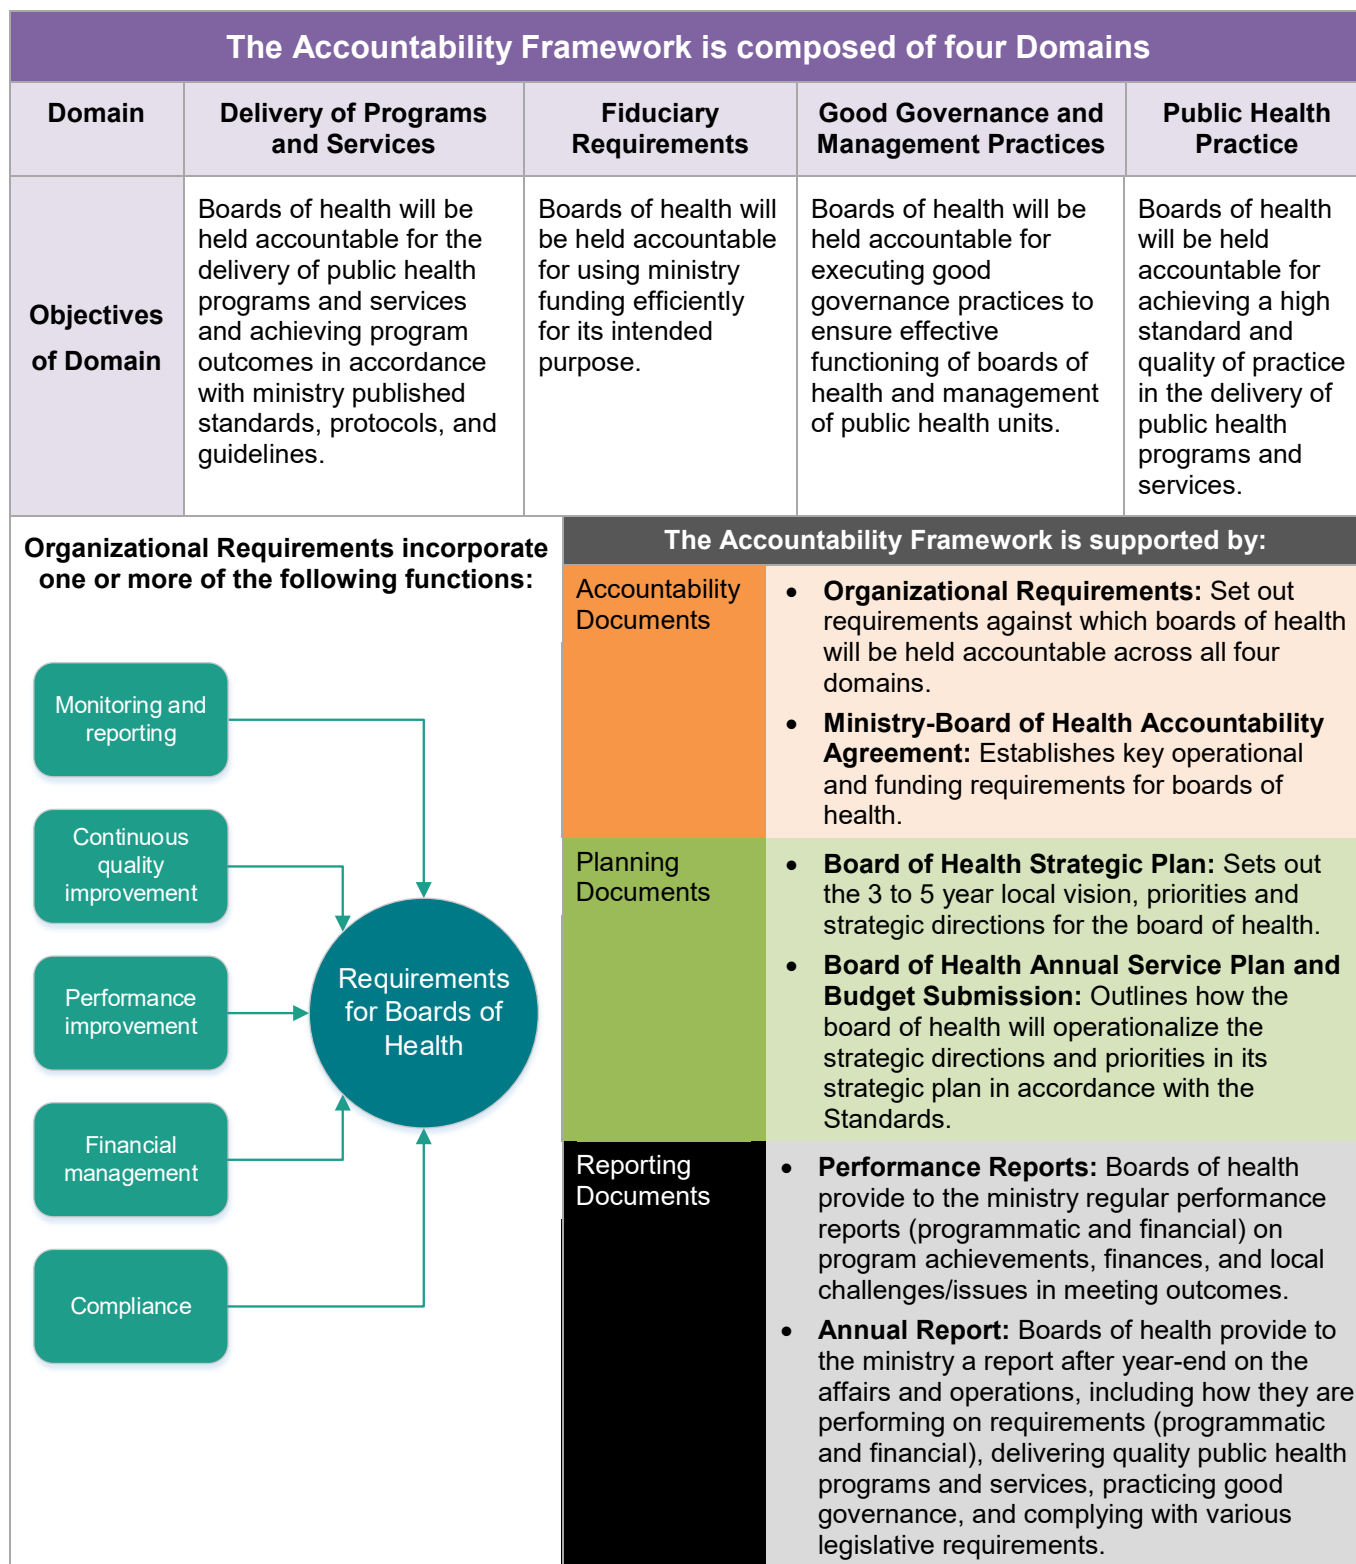 The Accountability Framework is composed of four Domains
Domain
Delivery of Programs
and Services
Fiduciary
Requirements
Good Governance and
Management Practices
Public Health
Practice
Objectives
of Domain
Boards of health will be
held accountable for the
delivery of public health
programs and services
and achieving program
outcomes in accordance
with ministry published
standards, protocols, and
guidelines.
Boards of health will
be held accountable
for using ministry
funding efficiently
for its intended
purpose.
Boards of health will be
held accountable for
executing good
governance practices to
ensure effective
functioning of boards of
health and management
of public health units.
Boards of health
will be held
accountable for
achieving a high
standard and
quality of practice
in the delivery of
public health
programs and
services.
Organizational Requirements incorporate
one or more of the following functions:
Monitoring and
reporting
Continuous
quality
improvement
Performance
improvement
Financial
management
Compliance
Requirements
for Boards of
Health
The Accountability Framework is supported by:
Accountability
Documents
• Organizational Requirements: Set out
requirements against which boards of health
will be held accountable across all four
domains.
• Ministry-Board of Health Accountability
Agreement: Establishes key operational
and funding requirements for boards of
health.
Planning
Documents
• Board of Health Strategic Plan: Sets out
the 3 to 5 year local vision, priorities and
strategic directions for the board of health.
• Board of Health Annual Service Plan and
Budget Submission: Outlines how the
board of health will operationalize the
strategic directions and priorities in its
strategic plan in accordance with the
Standards.
Reporting
Documents
• Performance Reports: Boards of health
provide to the ministry regular performance
reports (programmatic and financial) on
program achievements, finances, and local
challenges/issues in meeting outcomes.
• Annual Report: Boards of health provide to
the ministry a report after year-end on the
affairs and operations, including how they are
performing on requirements (programmatic
and financial), delivering quality public health
programs and services, practicing good
governance, and complying with various
legislative requirements.